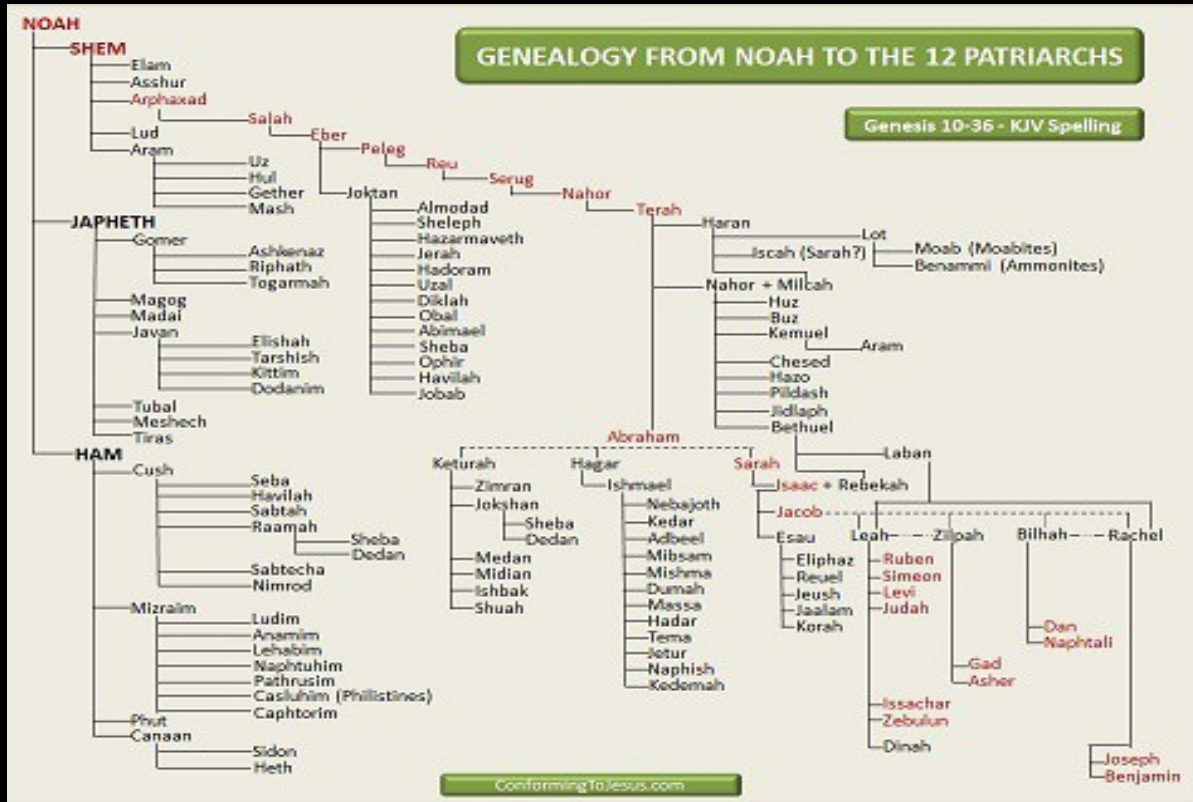 NOAH
GENEALOGY FROM NOAH TO THE 12 PATRIARCHS
Genesis 10-36 - KJV Spelling
SHEM
Elam
Asshur
Arphaxad
Salah
Eber
Peleg
Reu
Serug
Nahor
Terah
Lud
Aram
Uz
Hul
Gether
Mash
Joktan
Almodad
Sheleph
Hazarmaveth
Jerah
Hadoram
Uzal
Diklah
Obal
Abimael
Sheba
Ophir
Havilah
Jobab
Haran
Lot
Iscah (Sarah?)
Moab (Moabites)
Benammi (Ammonites)
Nahor + Milcah
Huz
Buz
Kemuel
Aram
Chesed
Hazo
Pildash
Jidlaph
Bethuel
Laban
JAPHETH
Gomer
Ashkenaz
Riphath
Togarmah
Magog
Madai
Javan
Elishah
Tarshish
Kittim
Dodanim
Tubal
Meshech
Tiras
HAM
Cush
Seba
Havilah
Sabtah
Raamah
Sheba
Dedan
Sabtecha
Nimrod
Mizraim
Ludim
Anamim
Lehabim
Naphtuhim
Pathrusim
Casluhim (Philistines)
Caphtorim
Phut
Canaan
Sidon
Heth
Abraham
Keturah
Zimran
Jokshan
Sheba
Dedan
Medan
Midian
Ishbak
Shuah
Hagar
Ishmael
Nebajoth
Kedar
Adbeel
Mibsam
Mishma
Dumah
Massa
Hadar
Tema
Jetur
Naphish
Kedemah
Sarah
Isaac + Rebekah
Jacob
Esau
Eliphaz
Reuel
Jeush
Jaalam
Korah
Leah
Zilpah
Bilhah
Rachel
Ruben
Simeon
Levi
Judah
Dan
Naphtali
Gad
Asher
Issachar
Zebulun
Dinah
Joseph
Benjamin
ConformingToJesus.com